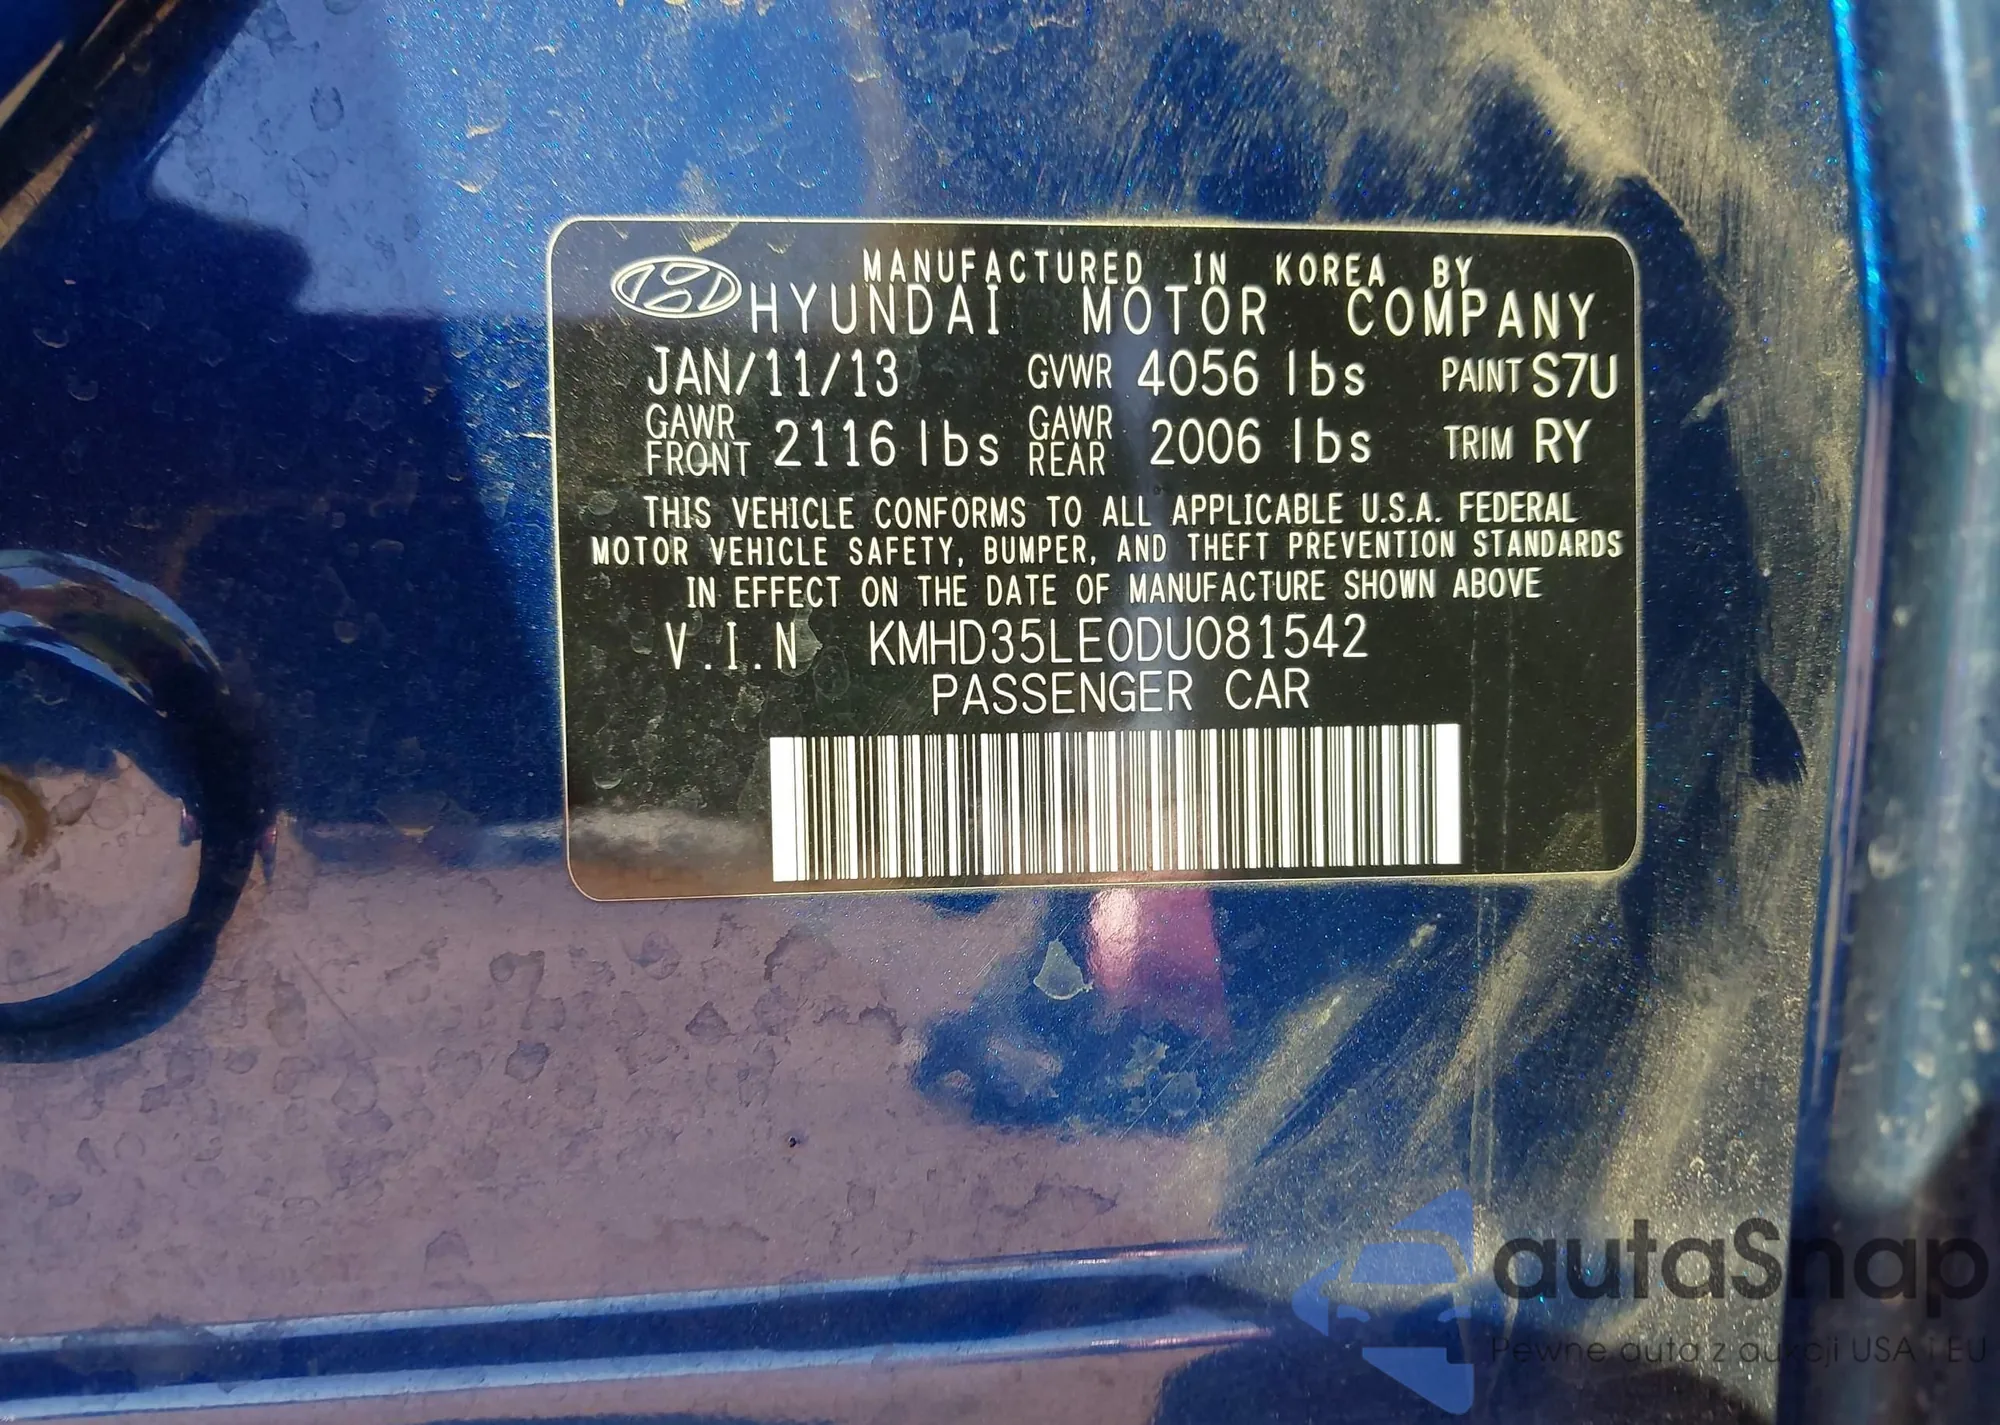 MANUFACTURED IN KOREA BY
HYUNDAI MOTOR COMPANY
JAN/11/13 GVWR 4056 lbs PAINT S7U
GAWR FRONT 2116 lbs GAWR REAR 2006 lbs TRIM RY
THIS VEHICLE CONFORMS TO ALL APPLICABLE U.S.A. FEDERAL
MOTOR VEHICLE SAFETY, BUMPER, AND THEFT PREVENTION STANDARDS
IN EFFECT ON THE DATE OF MANUFACTURE SHOWN ABOVE
V.I.N KMHD35LE0DU081542
PASSENGER CAR
autaSnap
Pewne auta z aukcji USA i EU